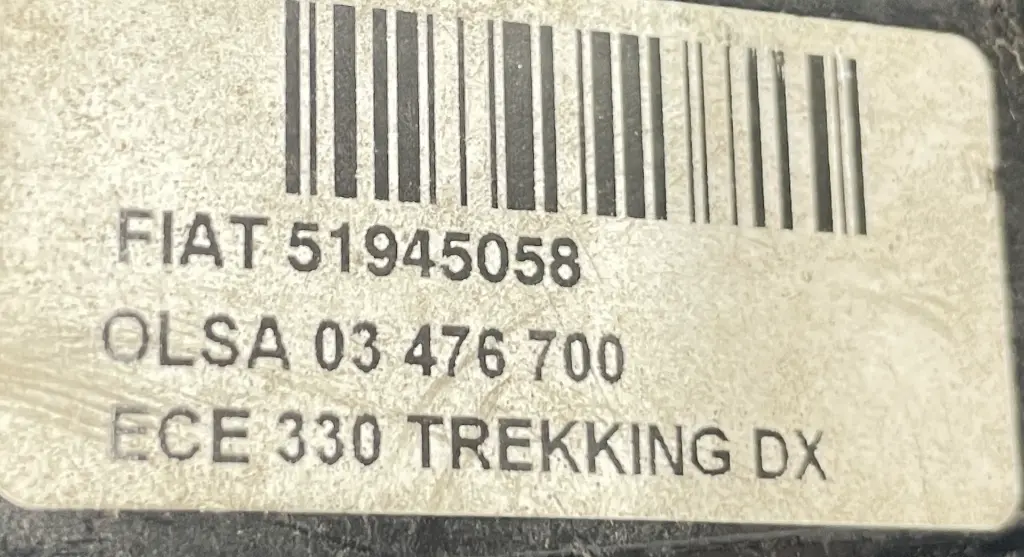 FIAT 51945058
OLSA 03 476 700
ECE 330 TREKKING DX